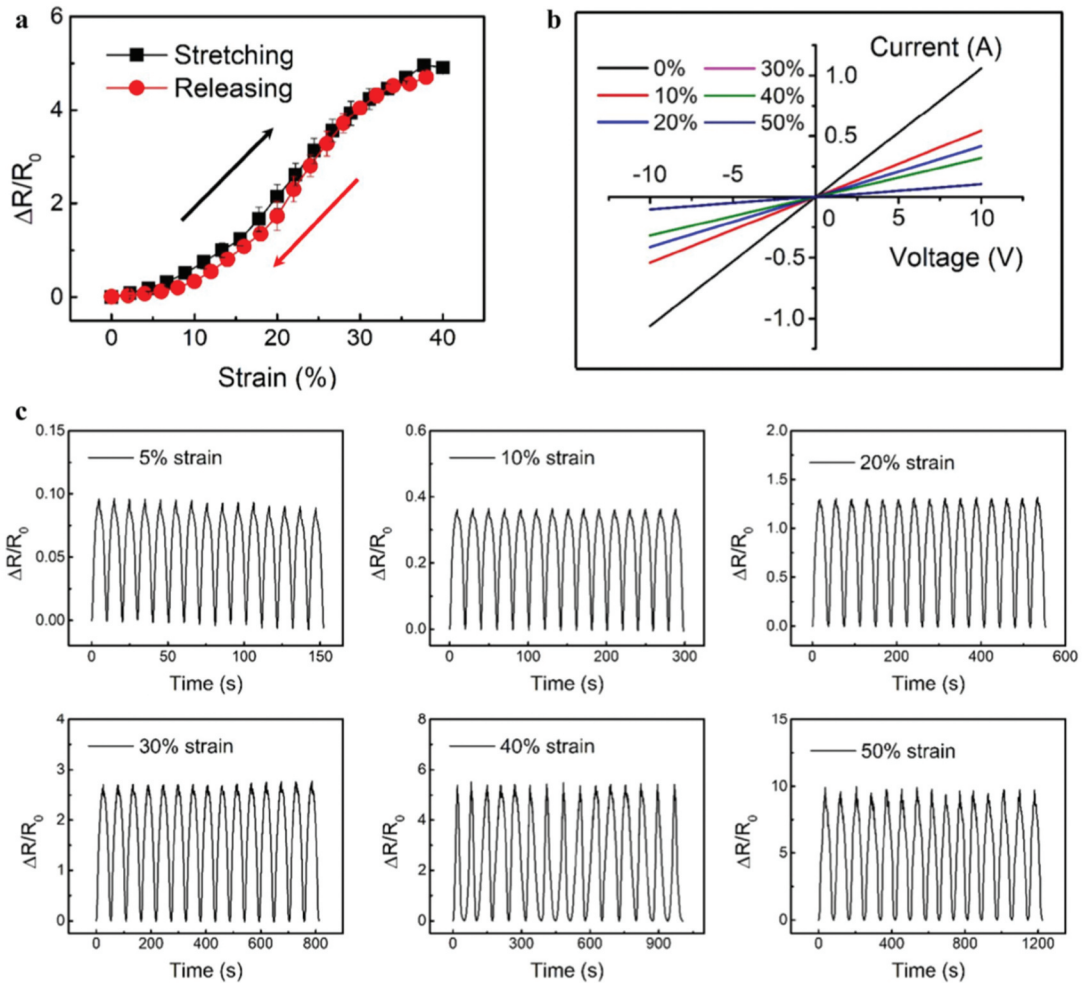 a
6
4
2
0
ΔR/R0
Stretching
Releasing
0 10 20 30 40
Strain (%)
b
Current (A)
0% 30%
10% 40%
20% 50%
1.0
0.5
-10 -5
0 5 10
Voltage (V)
-0.5
-1.0
c
0.15
0.10
0.05
0.00
ΔR/R0
5% strain
0 50 100 150
Time (s)
0.6
0.4
0.2
0.0
ΔR/R0
10% strain
0 100 200 300
Time (s)
2.0
1.5
1.0
0.5
0.0
ΔR/R0
20% strain
0 200 400 600
Time (s)
4
3
2
1
0
ΔR/R0
30% strain
0 200 400 600 800
Time (s)
8
6
4
2
0
ΔR/R0
40% strain
0 300 600 900
Time (s)
15
10
5
0
ΔR/R0
50% strain
0 400 800 1200
Time (s)